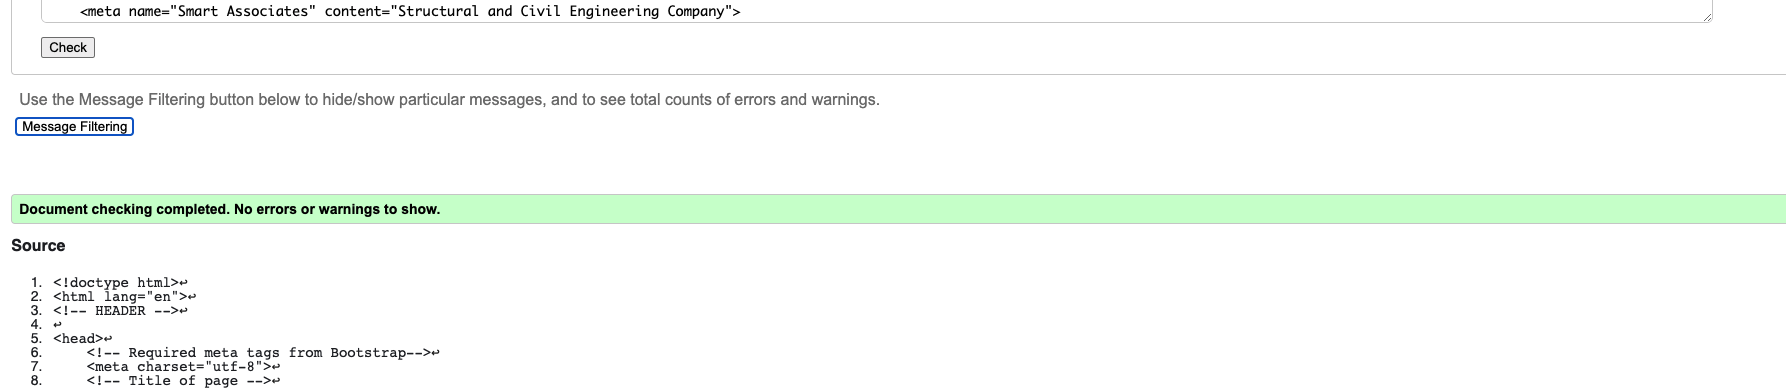 <meta name="Smart Associates" content="Structural and Civil Engineering Company">
Check
Use the Message Filtering button below to hide/show particular messages, and to see total counts of errors and warnings.
Message Filtering
Document checking completed. No errors or warnings to show.
Source
1. <!doctype html>↩
2. <html lang="en">↩
3. <!-- HEADER -->↩
4. ↩
5. <head>↩
6. <!-- Required meta tags from Bootstrap-->↩
7. <meta charset="utf-8">↩
8. <!-- Title of page -->↩